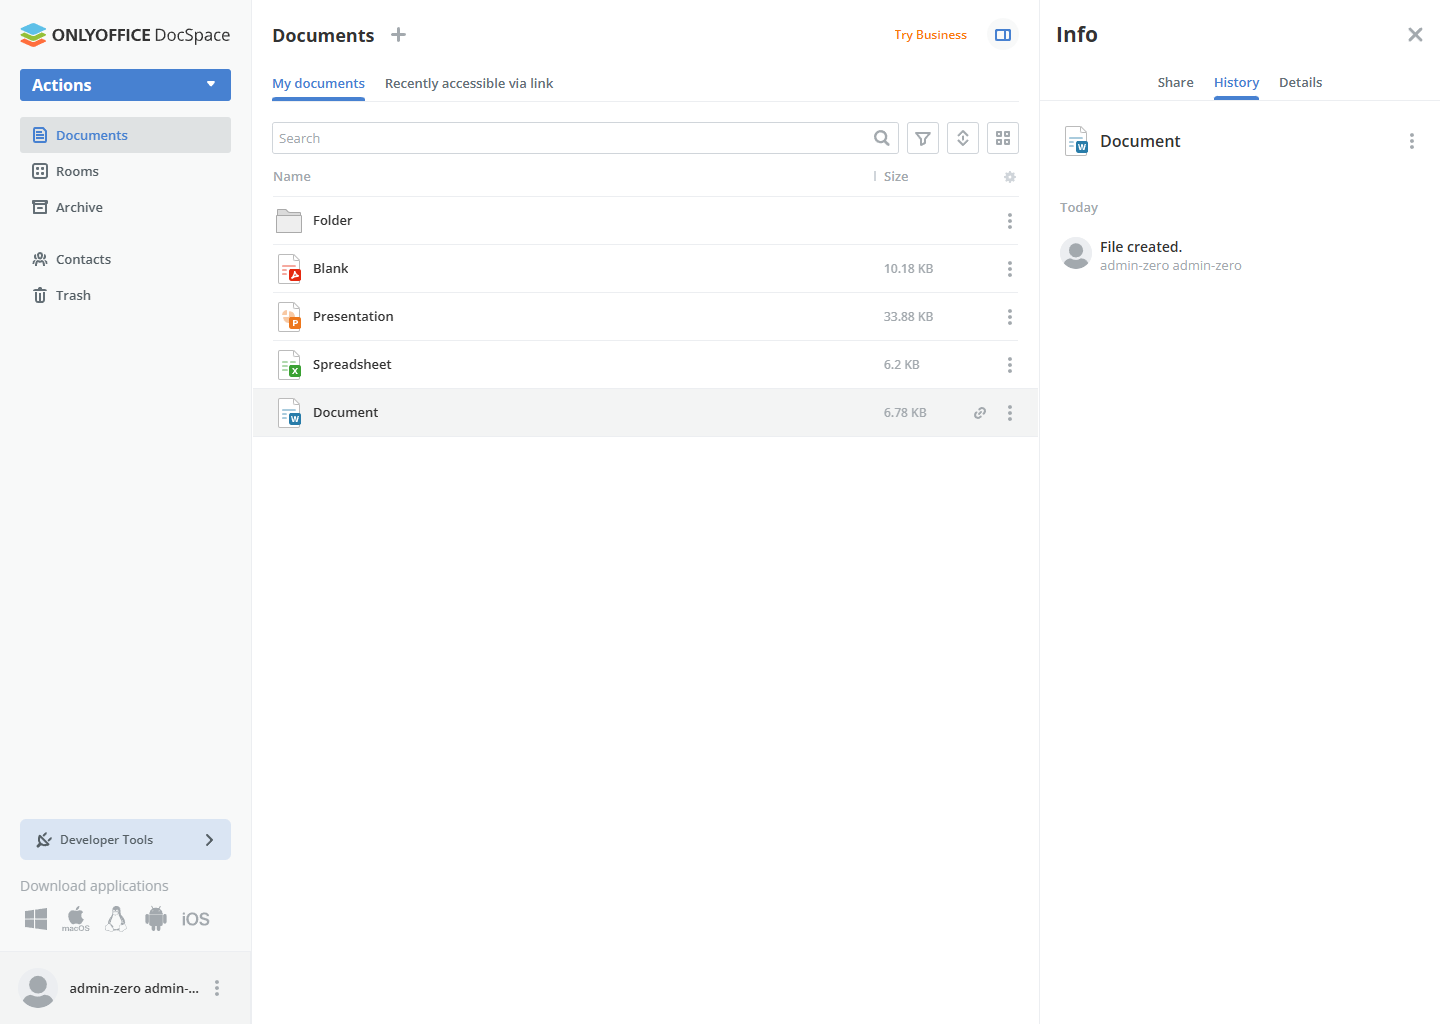 ONLYOFFICE DocSpace
Actions
Documents
Rooms
Archive
Contacts
Trash
Developer Tools
Download applications
macOS
iOS
admin-zero admin-...
Documents
Try Business
My documents
Recently accessible via link
Search
Name
Size
Folder
Blank
10.18 KB
Presentation
P
33.88 KB
Spreadsheet
X
6.2 KB
Document
W
6.78 KB
Info
Share
History
Details
W
Document
Today
File created.
admin-zero admin-zero